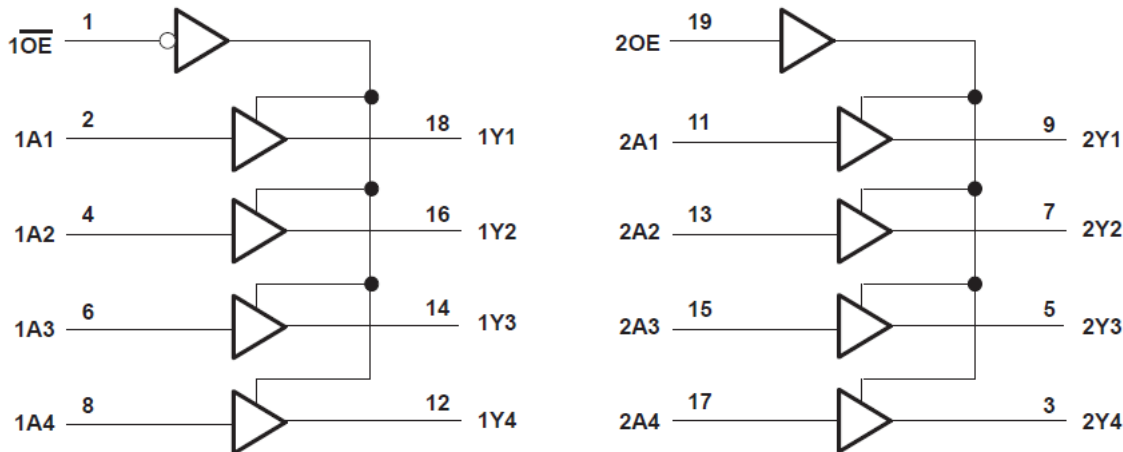 1 19
1O̅E̅ 2OE
2 18 1Y1 11 9 2Y1
1A1 2A1
4 16 1Y2 13 7 2Y2
1A2 2A2
6 14 1Y3 15 5 2Y3
1A3 2A3
8 12 1Y4 17 3 2Y4
1A4 2A4